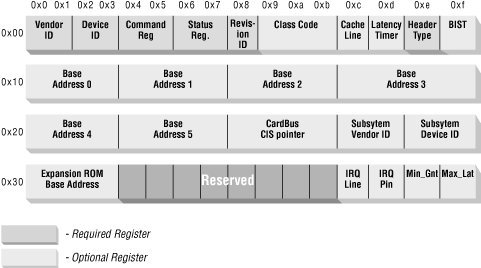 0x0 0x1 0x2 0x3 0x4 0x5 0x6 0x7 0x8 0x9 0xa 0xb 0xc 0xd 0xe 0xf
0x00
Vendor
ID
Device
ID
Command
Reg
Status
Reg.
Revis-
ion
ID
Class Code
Cache
Line
Latency
Timer
Header
Type
BIST
0x10
Base
Address 0
Base
Address 1
Base
Address 2
Base
Address 3
0x20
Base
Address 4
Base
Address 5
CardBus
CIS pointer
Subsytem
Vendor ID
Subsytem
Device ID
0x30
Expansion ROM
Base Address
Reserved
IRQ
Line
IRQ
Pin
Min_Gnt
Max_Lat
- Required Register
- Optional Register